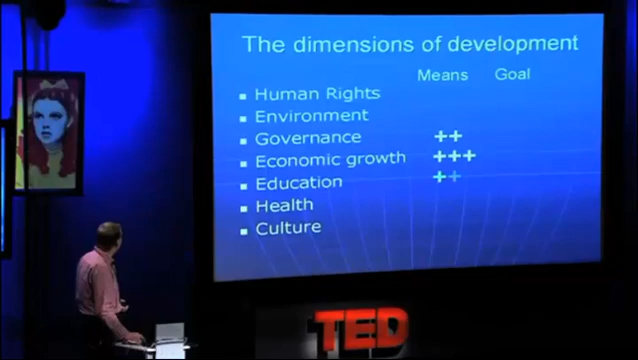 The dimensions of development
Means Goal
▪ Human Rights
▪ Environment
▪ Governance ++
▪ Economic growth +++
▪ Education ++
▪ Health
▪ Culture
TED